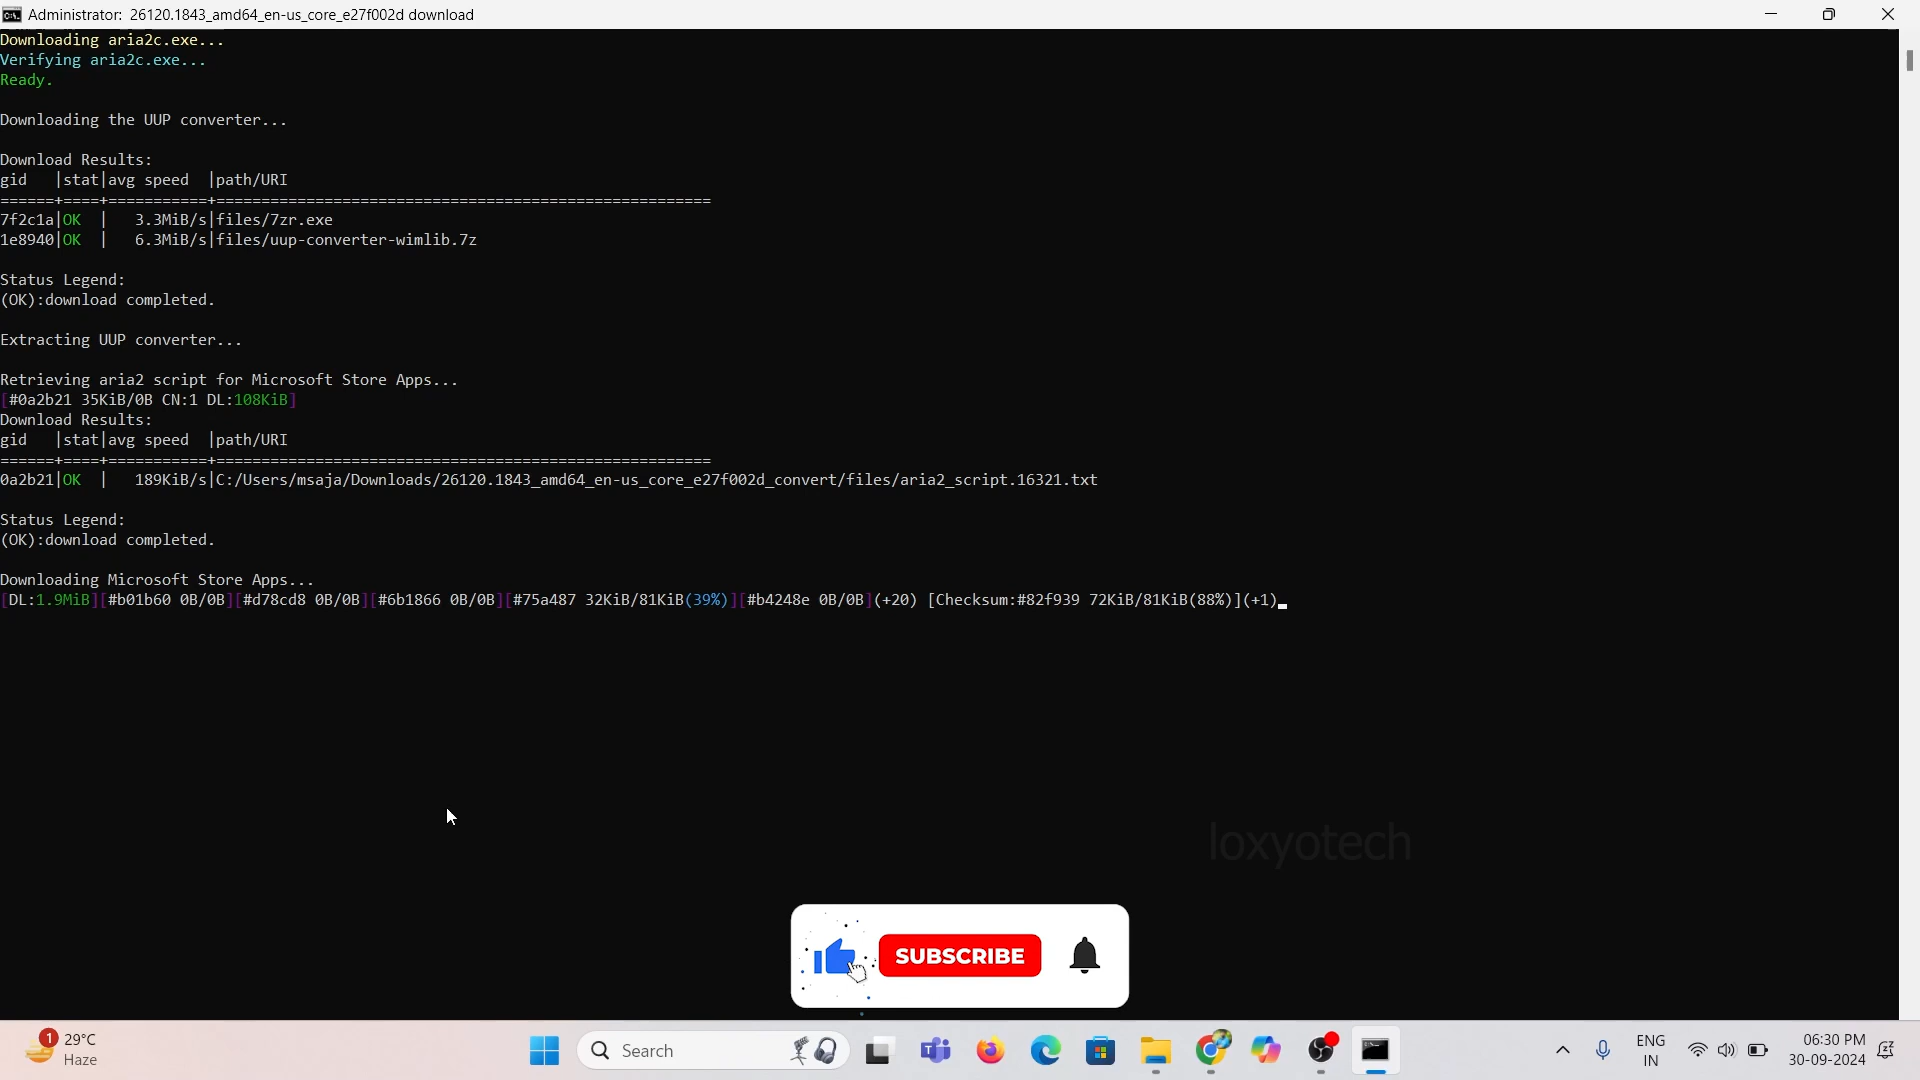 Administrator: 26120.1843_amd64_en-us_core_e27f002d download
Downloading aria2c.exe...
Verifying aria2c.exe...
Ready.
Downloading the UUP converter...
Download Results:
gid   |stat|avg speed  |path/URI
======+====+===========+=======================================================
7f2c1a|OK  |   3.3MiB/s|files/7zr.exe
1e8940|OK  |   6.3MiB/s|files/uup-converter-wimlib.7z
Status Legend:
(OK):download completed.
Extracting UUP converter...
Retrieving aria2 script for Microsoft Store Apps...
[#0a2b21 35KiB/0B CN:1 DL:108KiB]
Download Results:
gid   |stat|avg speed  |path/URI
======+====+===========+=======================================================
0a2b21|OK  |   189KiB/s|C:/Users/msaja/Downloads/26120.1843_amd64_en-us_core_e27f002d_convert/files/aria2_script.16321.txt
Status Legend:
(OK):download completed.
Downloading Microsoft Store Apps...
[DL:1.9MiB][#b01b60 0B/0B][#d78cd8 0B/0B][#6b1866 0B/0B][#75a487 32KiB/81KiB(39%)][#b4248e 0B/0B](+20) [Checksum:#82f939 72KiB/81KiB(88%)](+1)
loxyotech
SUBSCRIBE
1
29°C
Haze
Search
ENG
IN
06:30 PM
30-09-2024